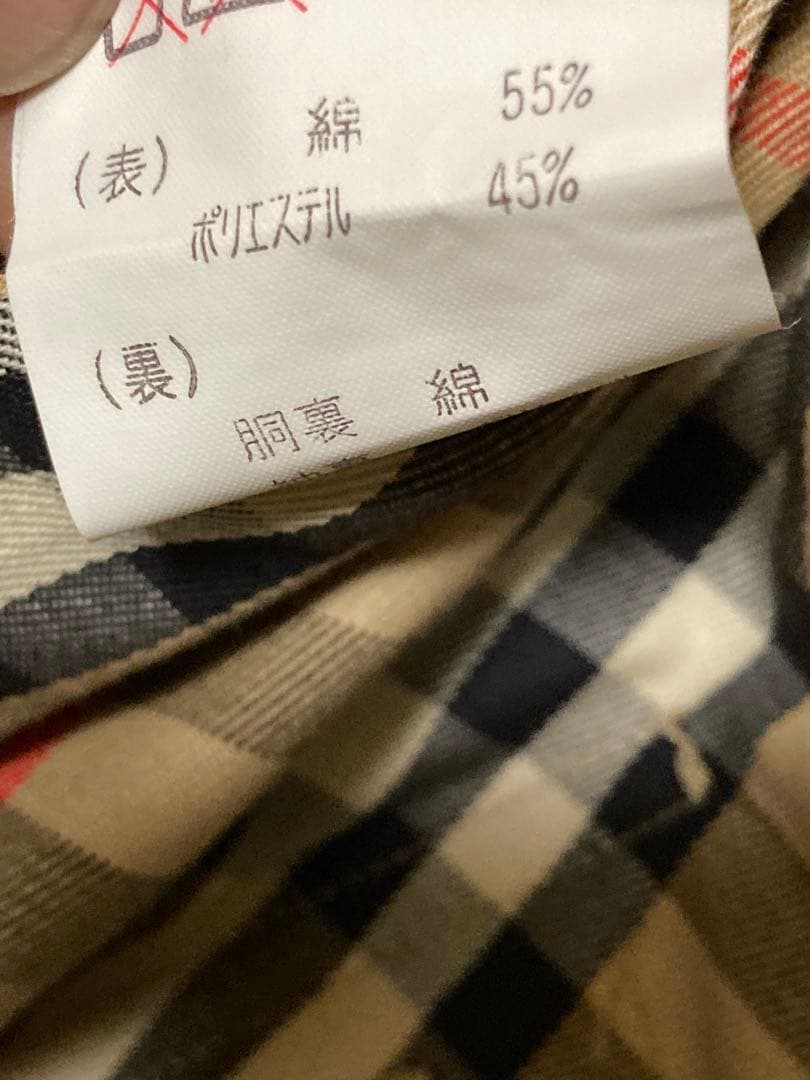 (表) 綿 55%
ポリエステル 45%
(裏)
胴裏 綿